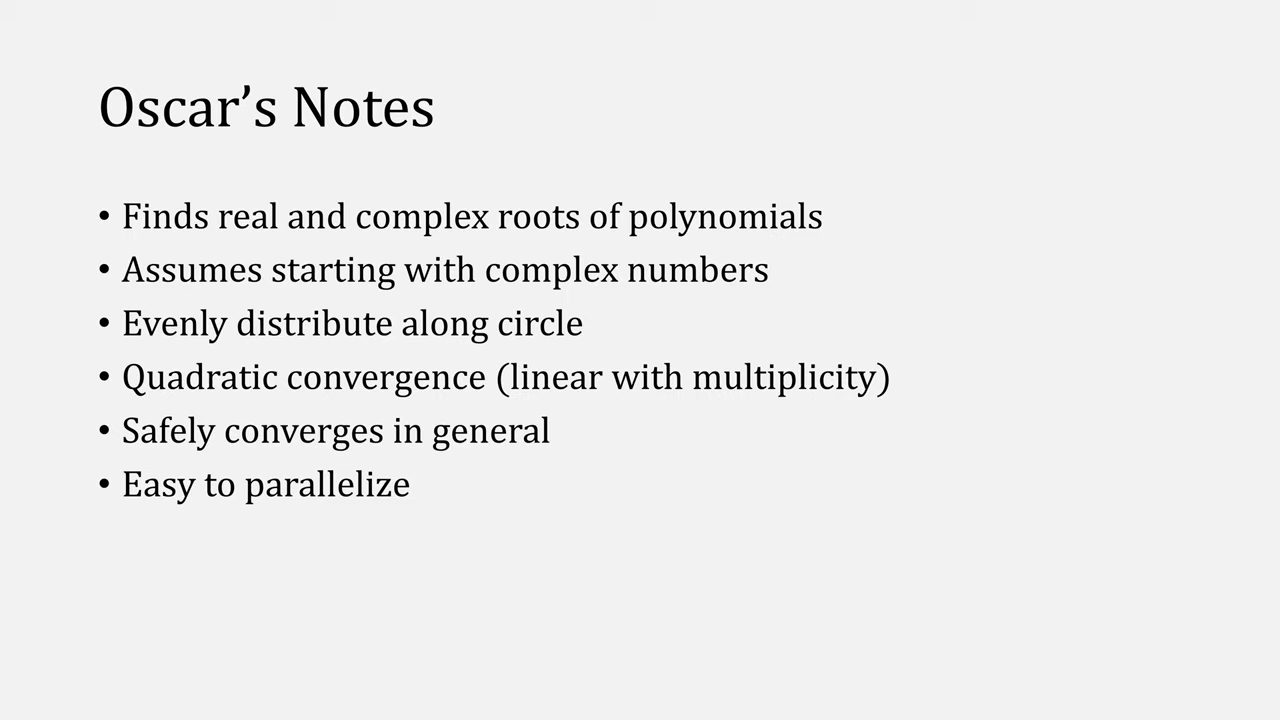 Oscar’s Notes
• Finds real and complex roots of polynomials
• Assumes starting with complex numbers
• Evenly distribute along circle
• Quadratic convergence (linear with multiplicity)
• Safely converges in general
• Easy to parallelize